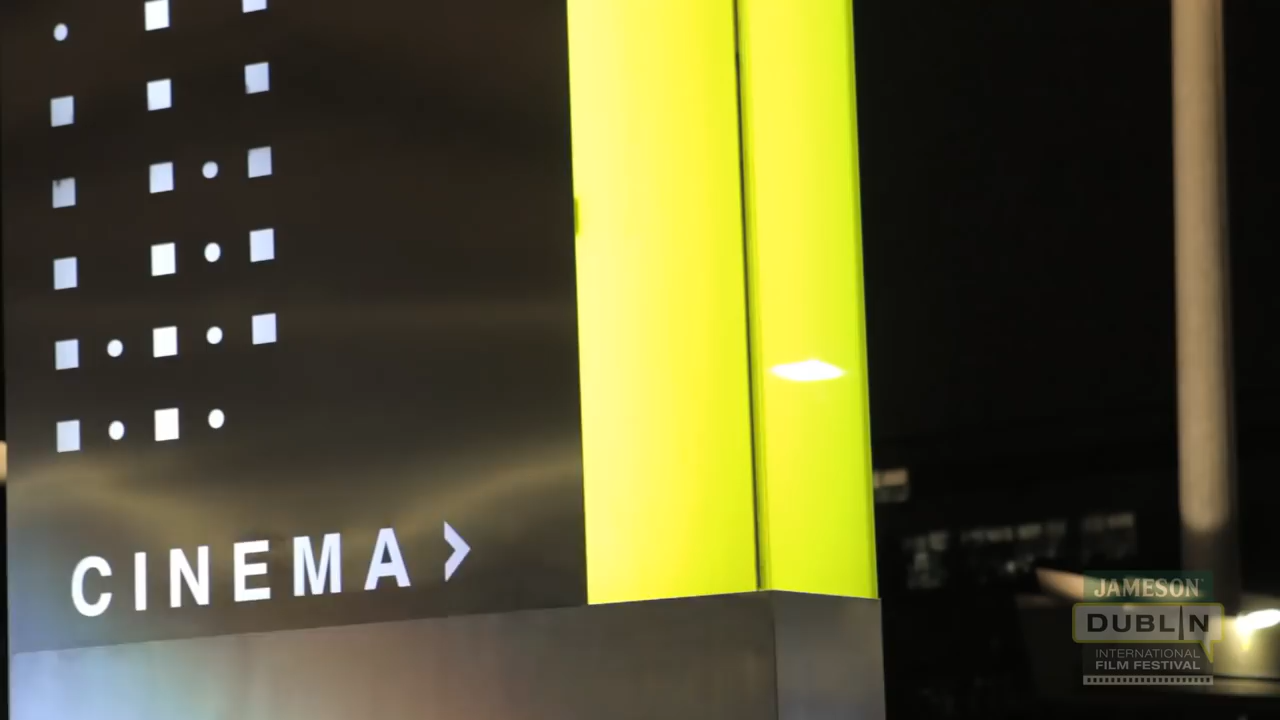 CINEMA >
JAMESON
DUBLIN
INTERNATIONAL
FILM FESTIVAL